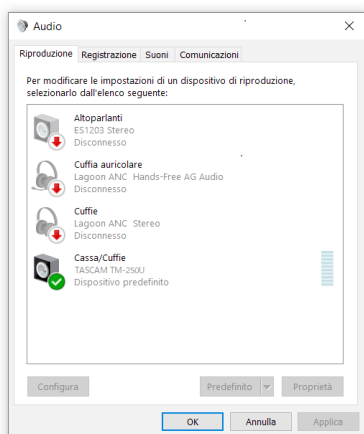 Audio
Riproduzione Registrazione Suoni Comunicazioni
Per modificare le impostazioni di un dispositivo di riproduzione,
selezionarlo dall'elenco seguente:
Altoparlanti
ES1203 Stereo
Disconnesso
Cuffia auricolare
Lagoon ANC Hands-Free AG Audio
Disconnesso
Cuffie
Lagoon ANC Stereo
Disconnesso
Cassa/Cuffie
TASCAM TM-250U
Dispositivo predefinito
Configura Predefinito Proprietà
OK Annulla Applica